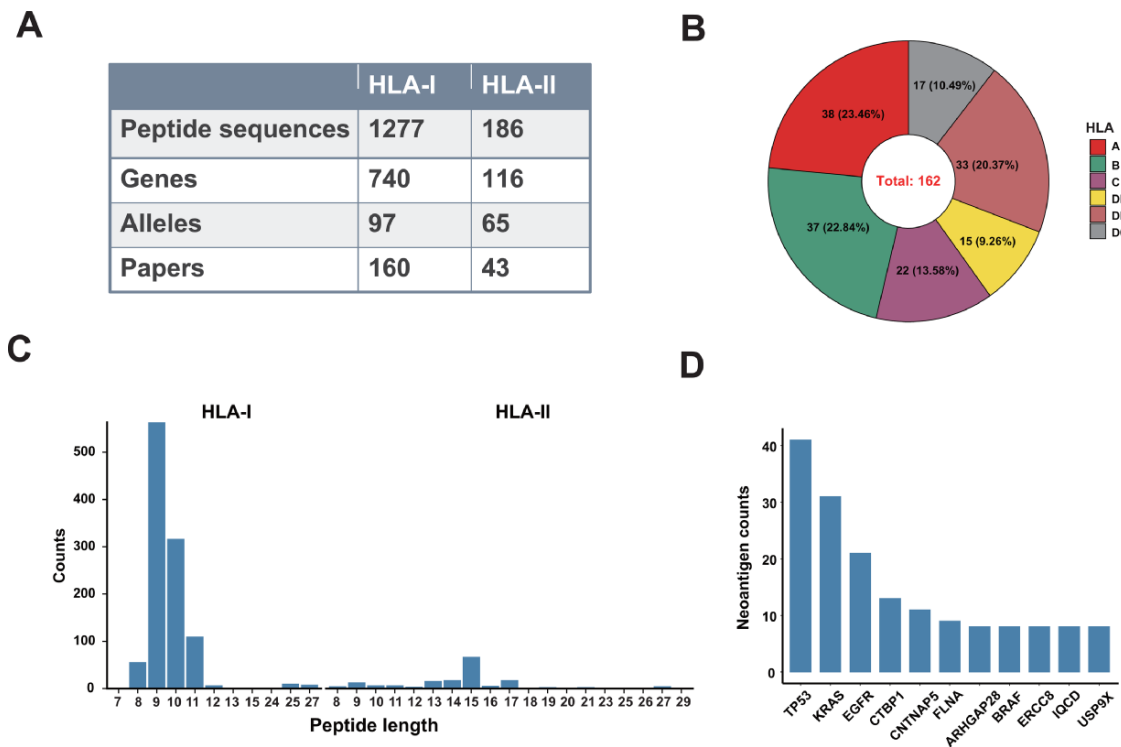 A
HLA-I HLA-II
Peptide sequences 1277 186
Genes 740 116
Alleles 97 65
Papers 160 43
B
17 (10.49%)
38 (23.46%)
33 (20.37%)
Total: 162
37 (22.84%)
15 (9.26%)
22 (13.58%)
HLA
A
B
C
C
HLA-I HLA-II
Counts
500
400
300
200
100
0
7 8 9 10 11 12 13 15 24 25 27 8 9 10 11 12 13 14 15 16 17 18 19 20 21 22 24 27 29
Peptide length
D
Neoantigen counts
40
30
20
10
0
TP53
KRAS
EGFR
CTBP1
CNTNAP5
FLNA
ARHGAP28
BRAF
ERCC8
IQCD
USP9X